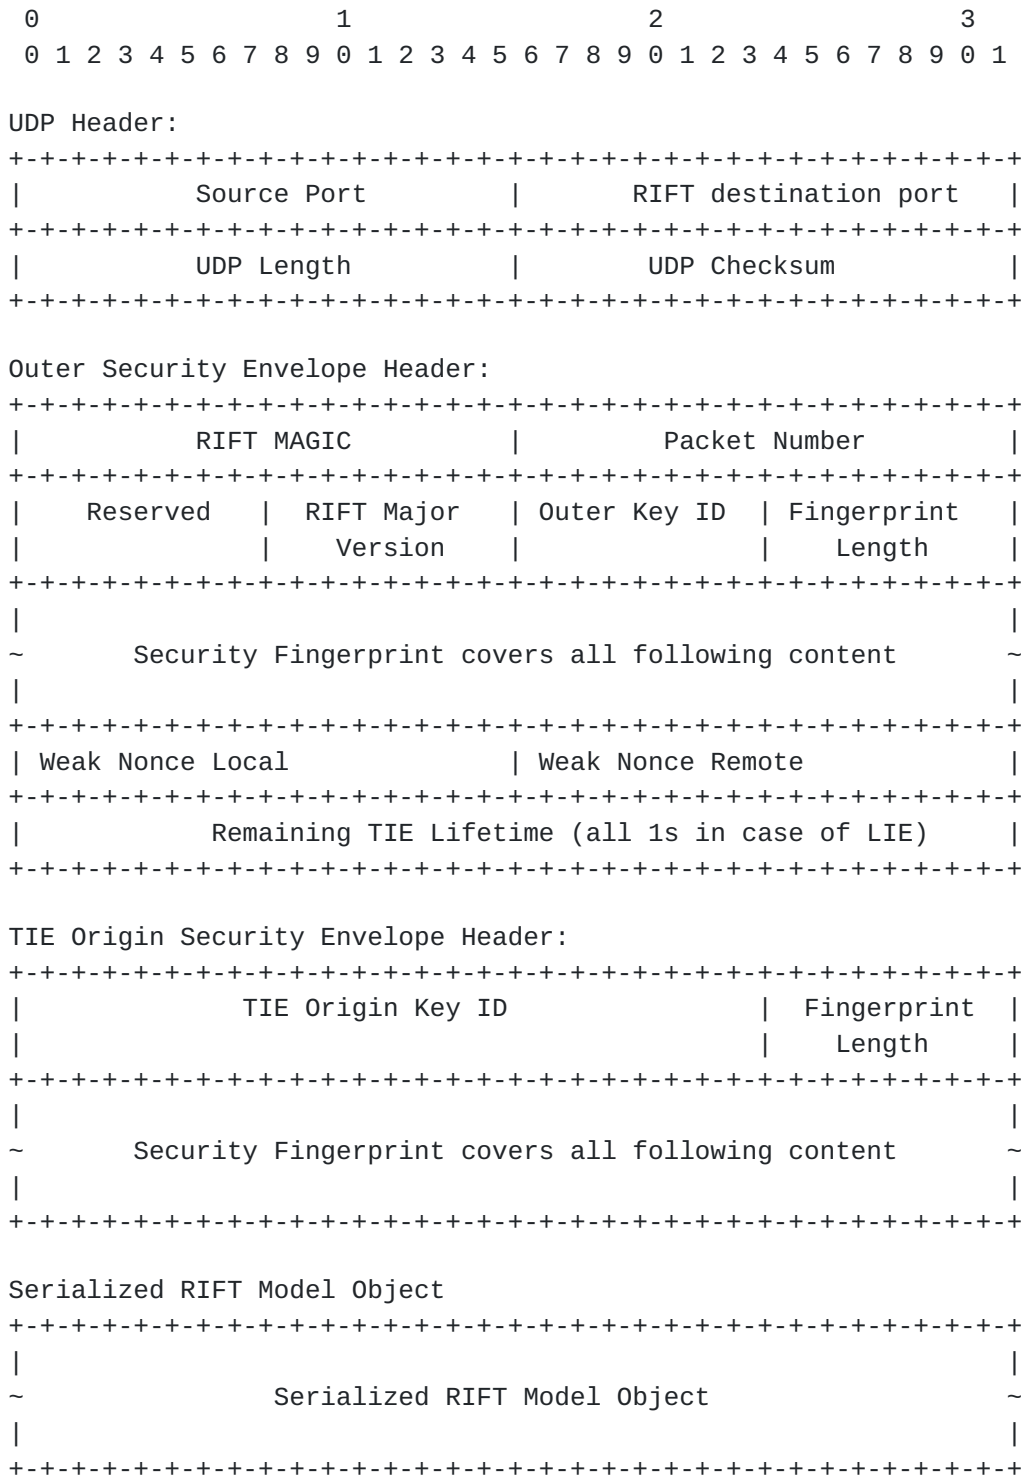 0                   1                   2                   3
 0 1 2 3 4 5 6 7 8 9 0 1 2 3 4 5 6 7 8 9 0 1 2 3 4 5 6 7 8 9 0 1

UDP Header:
+-+-+-+-+-+-+-+-+-+-+-+-+-+-+-+-+-+-+-+-+-+-+-+-+-+-+-+-+-+-+-+-+
|           Source Port         |       RIFT destination port   |
+-+-+-+-+-+-+-+-+-+-+-+-+-+-+-+-+-+-+-+-+-+-+-+-+-+-+-+-+-+-+-+-+
|           UDP Length          |        UDP Checksum           |
+-+-+-+-+-+-+-+-+-+-+-+-+-+-+-+-+-+-+-+-+-+-+-+-+-+-+-+-+-+-+-+-+

Outer Security Envelope Header:
+-+-+-+-+-+-+-+-+-+-+-+-+-+-+-+-+-+-+-+-+-+-+-+-+-+-+-+-+-+-+-+-+
|           RIFT MAGIC          |         Packet Number         |
+-+-+-+-+-+-+-+-+-+-+-+-+-+-+-+-+-+-+-+-+-+-+-+-+-+-+-+-+-+-+-+-+
|    Reserved   |  RIFT Major   | Outer Key ID  | Fingerprint   |
|               |    Version    |               |    Length     |
+-+-+-+-+-+-+-+-+-+-+-+-+-+-+-+-+-+-+-+-+-+-+-+-+-+-+-+-+-+-+-+-+
|                                                               |
~       Security Fingerprint covers all following content       ~
|                                                               |
+-+-+-+-+-+-+-+-+-+-+-+-+-+-+-+-+-+-+-+-+-+-+-+-+-+-+-+-+-+-+-+-+
| Weak Nonce Local              | Weak Nonce Remote             |
+-+-+-+-+-+-+-+-+-+-+-+-+-+-+-+-+-+-+-+-+-+-+-+-+-+-+-+-+-+-+-+-+
|            Remaining TIE Lifetime (all 1s in case of LIE)     |
+-+-+-+-+-+-+-+-+-+-+-+-+-+-+-+-+-+-+-+-+-+-+-+-+-+-+-+-+-+-+-+-+

TIE Origin Security Envelope Header:
+-+-+-+-+-+-+-+-+-+-+-+-+-+-+-+-+-+-+-+-+-+-+-+-+-+-+-+-+-+-+-+-+
|              TIE Origin Key ID                |  Fingerprint  |
|                                               |    Length     |
+-+-+-+-+-+-+-+-+-+-+-+-+-+-+-+-+-+-+-+-+-+-+-+-+-+-+-+-+-+-+-+-+
|                                                               |
~       Security Fingerprint covers all following content       ~
|                                                               |
+-+-+-+-+-+-+-+-+-+-+-+-+-+-+-+-+-+-+-+-+-+-+-+-+-+-+-+-+-+-+-+-+

Serialized RIFT Model Object
+-+-+-+-+-+-+-+-+-+-+-+-+-+-+-+-+-+-+-+-+-+-+-+-+-+-+-+-+-+-+-+-+
|                                                               |
~                Serialized RIFT Model Object                   ~
|                                                               |
+-+-+-+-+-+-+-+-+-+-+-+-+-+-+-+-+-+-+-+-+-+-+-+-+-+-+-+-+-+-+-+-+